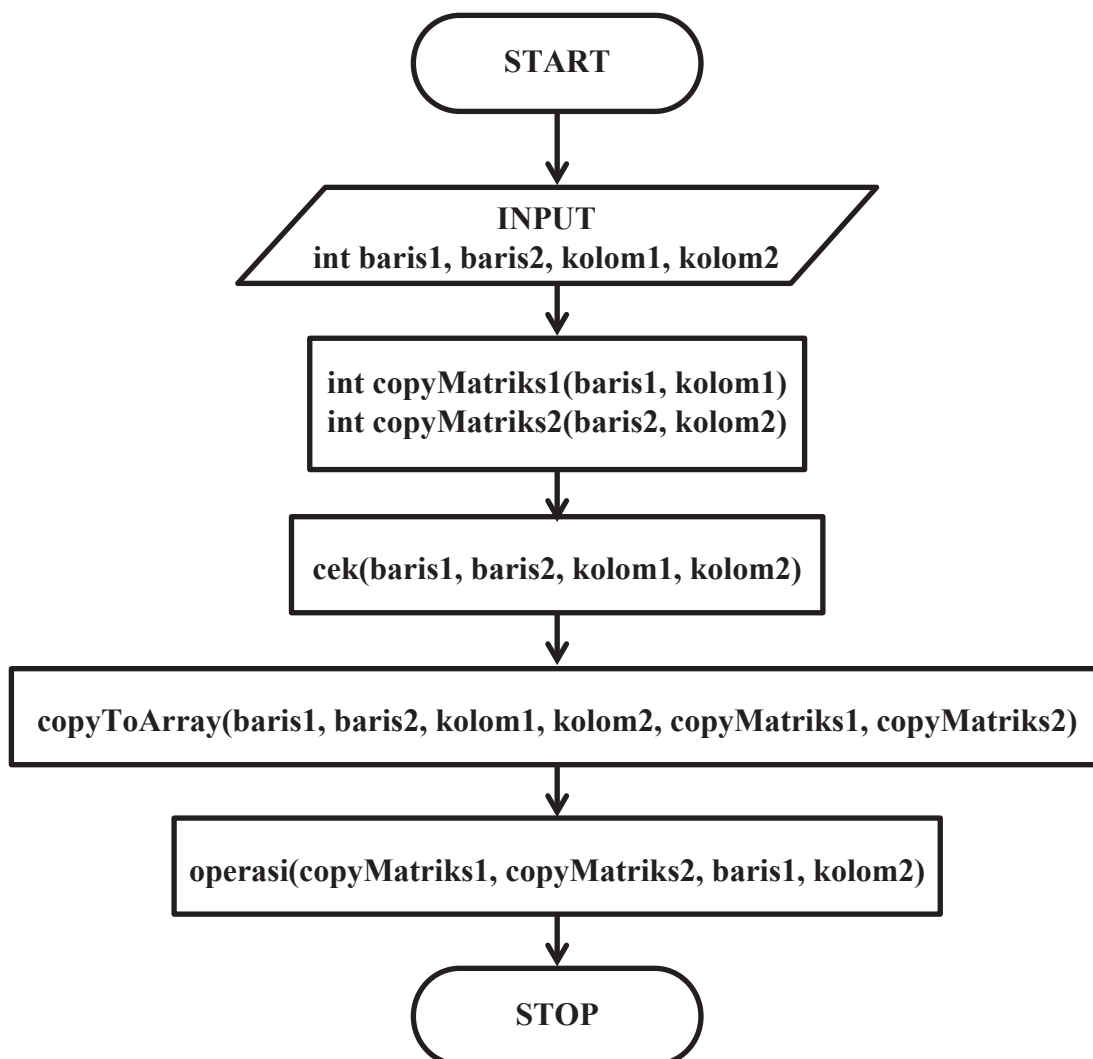 START
INPUT
int baris1, baris2, kolom1, kolom2
int copyMatriks1(baris1, kolom1)
int copyMatriks2(baris2, kolom2)
cek(baris1, baris2, kolom1, kolom2)
copyToArray(baris1, baris2, kolom1, kolom2, copyMatriks1, copyMatriks2)
operasi(copyMatriks1, copyMatriks2, baris1, kolom2)
STOP